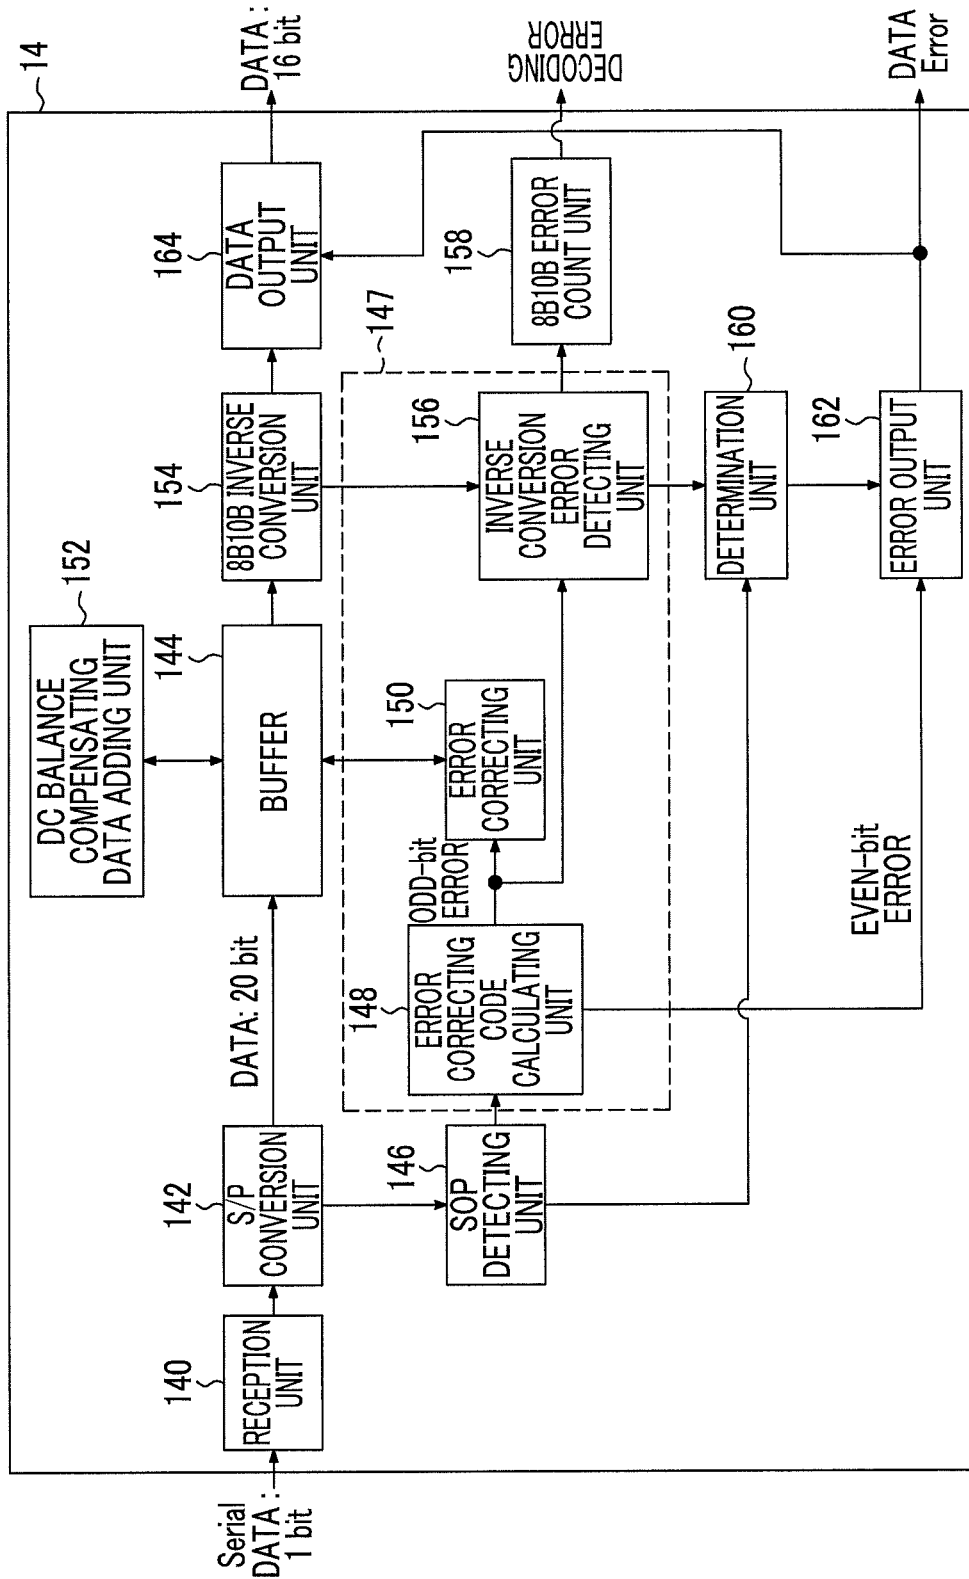 14
Serial
DATA :
1 bit
140
RECEPTION
UNIT
142
S/P
CONVERSION
UNIT
DATA: 20 bit
144
BUFFER
152
DC BALANCE
COMPENSATING
DATA ADDING UNIT
154
8B10B INVERSE
CONVERSION
UNIT
164
DATA
OUTPUT
UNIT
DATA :
16 bit
146
SOP
DETECTING
UNIT
147
148
ERROR
CORRECTING
CODE
CALCULATING
UNIT
ODD-bit
ERROR
150
ERROR
CORRECTING
UNIT
156
INVERSE
CONVERSION
ERROR
DETECTING
UNIT
158
8B10B ERROR
COUNT UNIT
DECODING
ERROR
160
DETERMINATION
UNIT
EVEN-bit
ERROR
162
ERROR OUTPUT
UNIT
DATA
Error